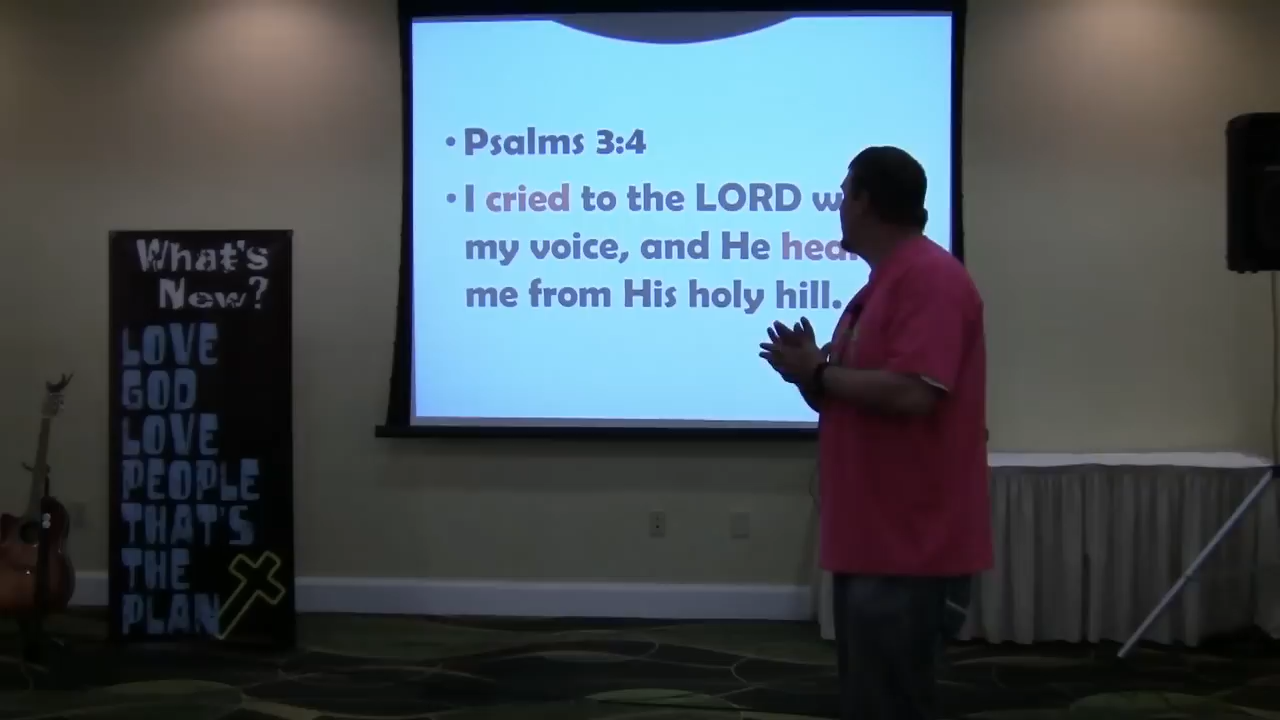 • Psalms 3:4
• I cried to the LORD
my voice, and He
me from His holy hill.
What's
New?
LOVE
GOD
LOVE
PEOPLE
THAT'S
THE
PLAN